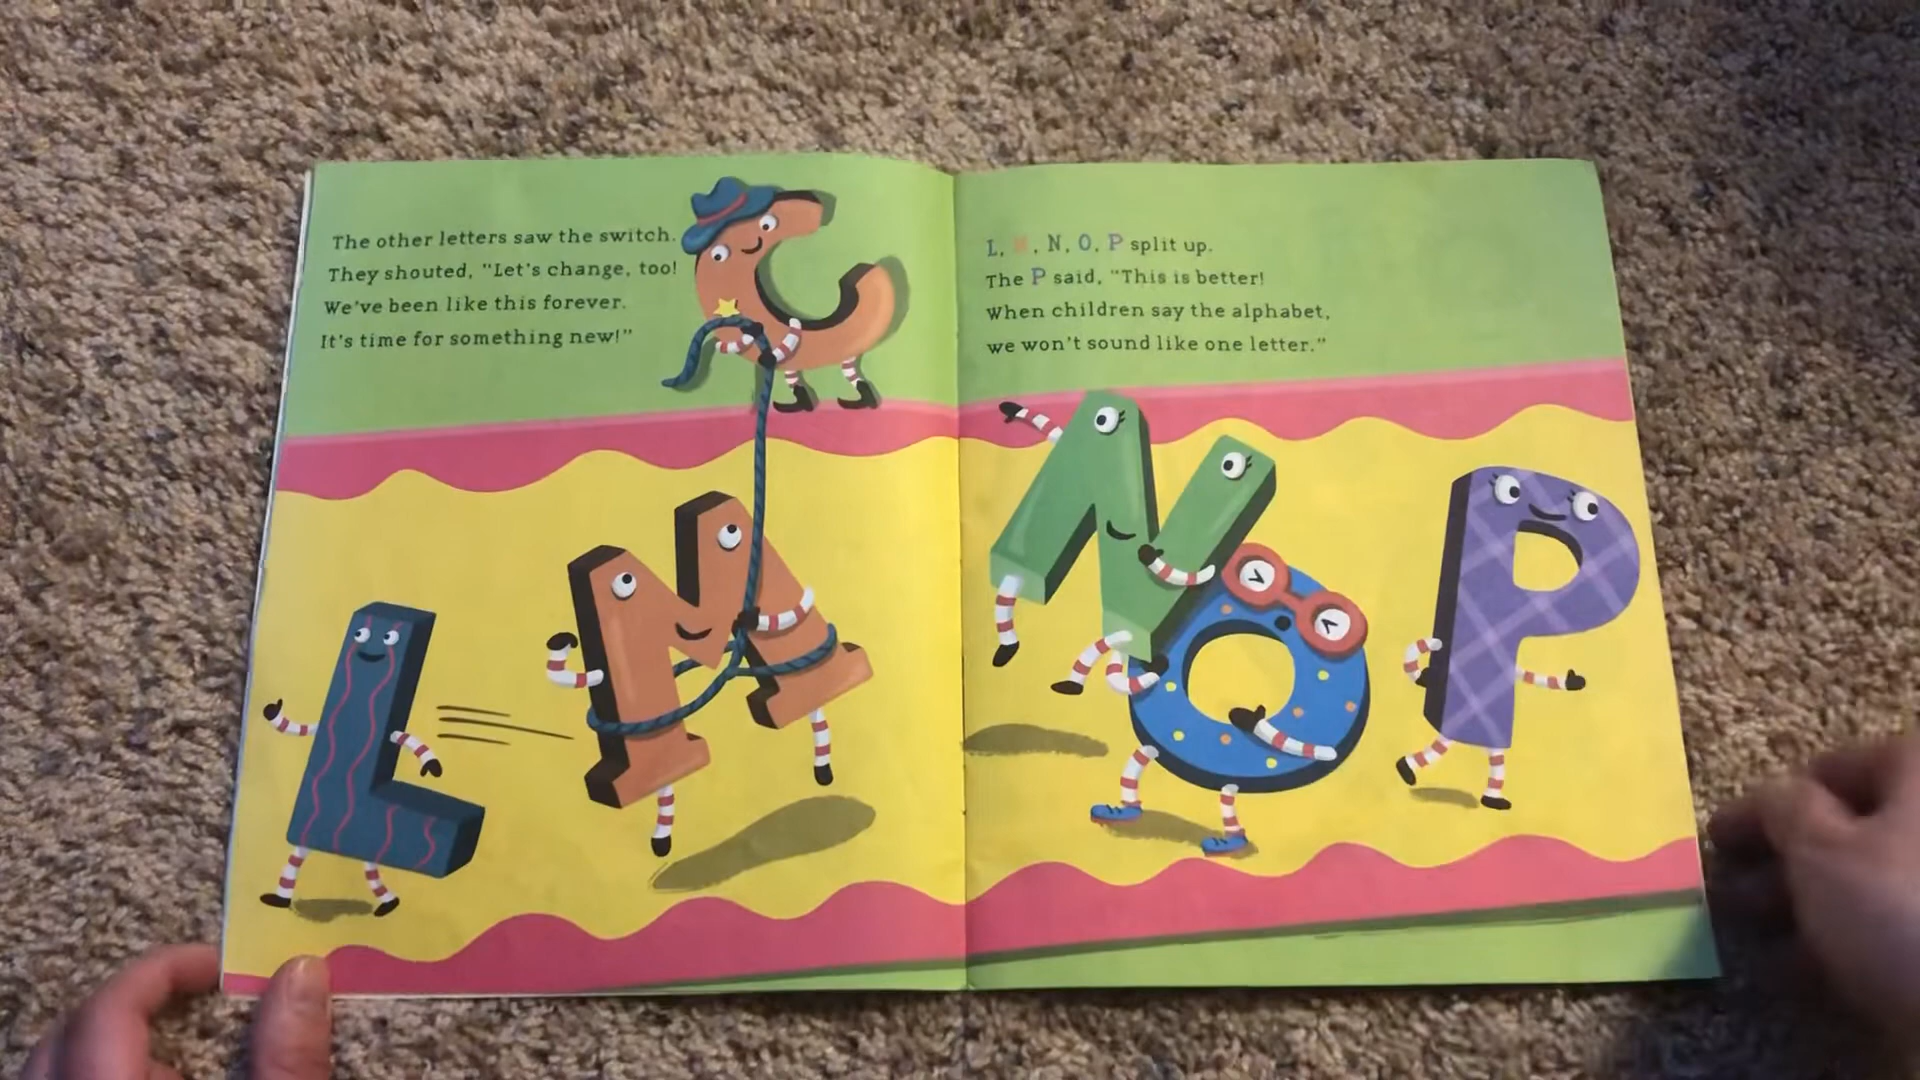 The other letters saw the switch.
They shouted, "Let's change, too!
We've been like this forever.
It's time for something new!"
L, M, N, O, P split up.
The P said, "This is better!
When children say the alphabet,
we won't sound like one letter."
C
L
M
N
O
P